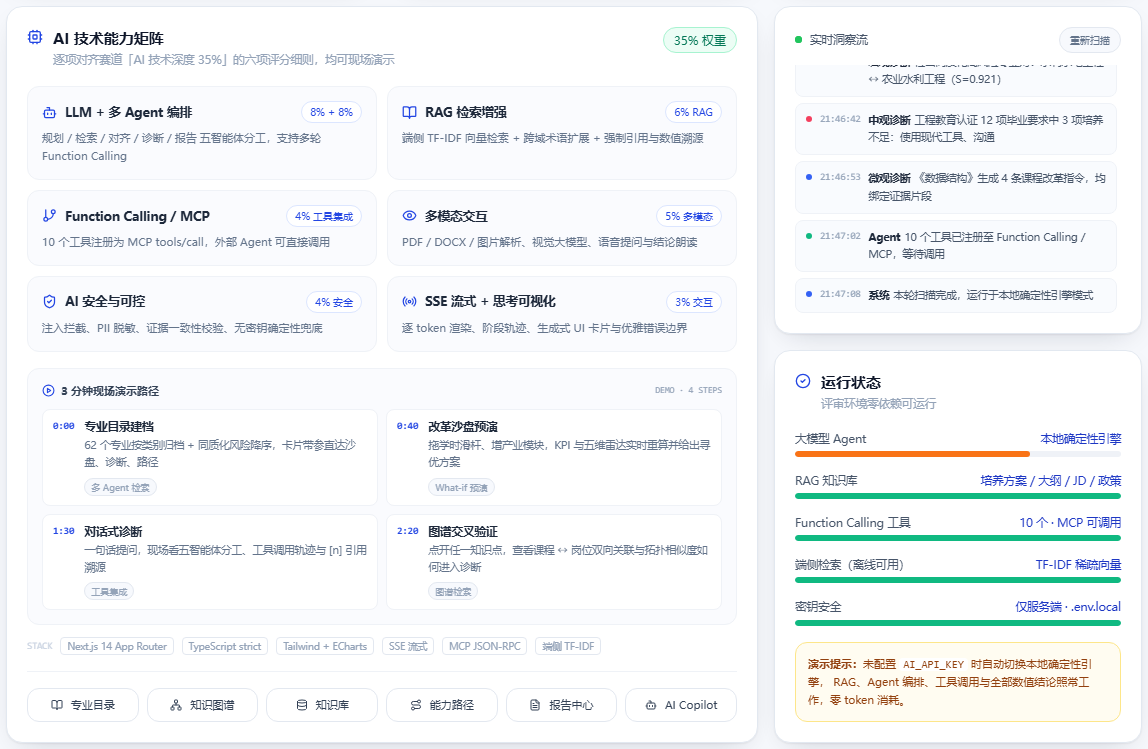 AI 技术能力矩阵
35% 权重
逐项对齐赛道「AI 技术深度 35%」的六项评分细则，均可现场演示
LLM + 多 Agent 编排
8% + 8%
规划 / 检索 / 对齐 / 诊断 / 报告 五智能体分工，支持多轮
Function Calling
RAG 检索增强
6% RAG
端侧 TF-IDF 向量检索 + 跨域术语扩展 + 强制引用与数值溯源
Function Calling / MCP
4% 工具集成
10 个工具注册为 MCP tools/call，外部 Agent 可直接调用
多模态交互
5% 多模态
PDF / DOCX / 图片解析、视觉大模型、语音提问与结论朗读
AI 安全与可控
4% 安全
注入拦截、PII 脱敏、证据一致性校验、无密钥确定性兜底
SSE 流式 + 思考可视化
3% 交互
逐 token 渲染、阶段轨迹、生成式 UI 卡片与优雅错误边界
3 分钟现场演示路径
DEMO · 4 STEPS
0:00 专业目录建档
62 个专业按类别归档 + 同质化风险降序，卡片带参直达沙
盘、诊断、路径
多 Agent 检索
0:40 改革沙盘预演
拖学时滑杆、增产业模块，KPI 与五维雷达实时重算并给出寻
优方案
What-if 预演
1:30 对话式诊断
一句话提问，现场看五智能体分工、工具调用轨迹与 [n] 引用
溯源
工具集成
2:20 图谱交叉验证
点开任一知识点，查看课程 ↔ 岗位双向关联与拓扑相似度如
何进入诊断
图谱检索
STACK
Next.js 14 App Router
TypeScript strict
Tailwind + ECharts
SSE 流式
MCP JSON-RPC
端侧 TF-IDF
专业目录
知识图谱
知识库
能力路径
报告中心
AI Copilot
实时洞察流
重新扫描
↔ 农业水利工程（S=0.921）
21:46:42 中观诊断 工程教育认证 12 项毕业要求中 3 项培养
不足：使用现代工具、沟通
21:46:53 微观诊断 《数据结构》生成 4 条课程改革指令，均
绑定证据片段
21:47:02 Agent 10 个工具已注册至 Function Calling /
MCP，等待调用
21:47:08 系统 本轮扫描完成，运行于本地确定性引擎模式
运行状态
评审环境零依赖可运行
大模型 Agent
本地确定性引擎
RAG 知识库
培养方案 / 大纲 / JD / 政策
Function Calling 工具
10 个 · MCP 可调用
端侧检索（离线可用）
TF-IDF 稀疏向量
密钥安全
仅服务端 · .env.local
演示提示：未配置 AI_API_KEY 时自动切换本地确定性引
擎， RAG、Agent 编排、工具调用与全部数值结论照常工
作，零 token 消耗。